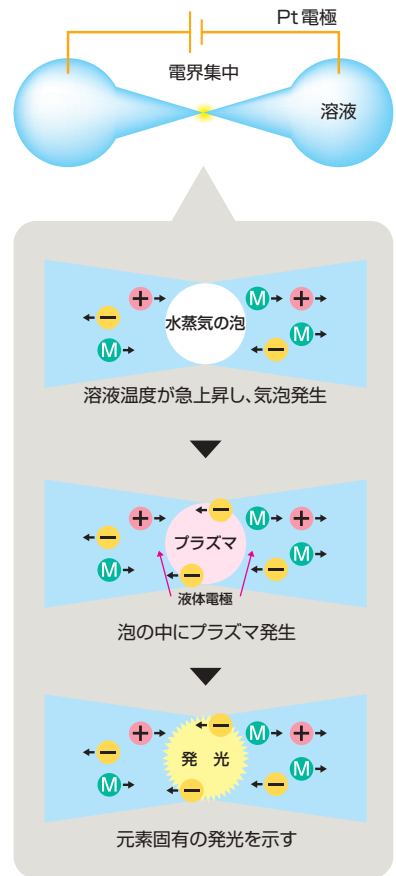 Pt電極
電界集中
溶液
+ M +
水蒸気の泡
− M
M −
溶液温度が急上昇し、気泡発生
−
+ M +
プラズマ
− M
M − −
液体電極
泡の中にプラズマ発生
−
+ M +
− 発光 M
M − −
元素固有の発光を示す